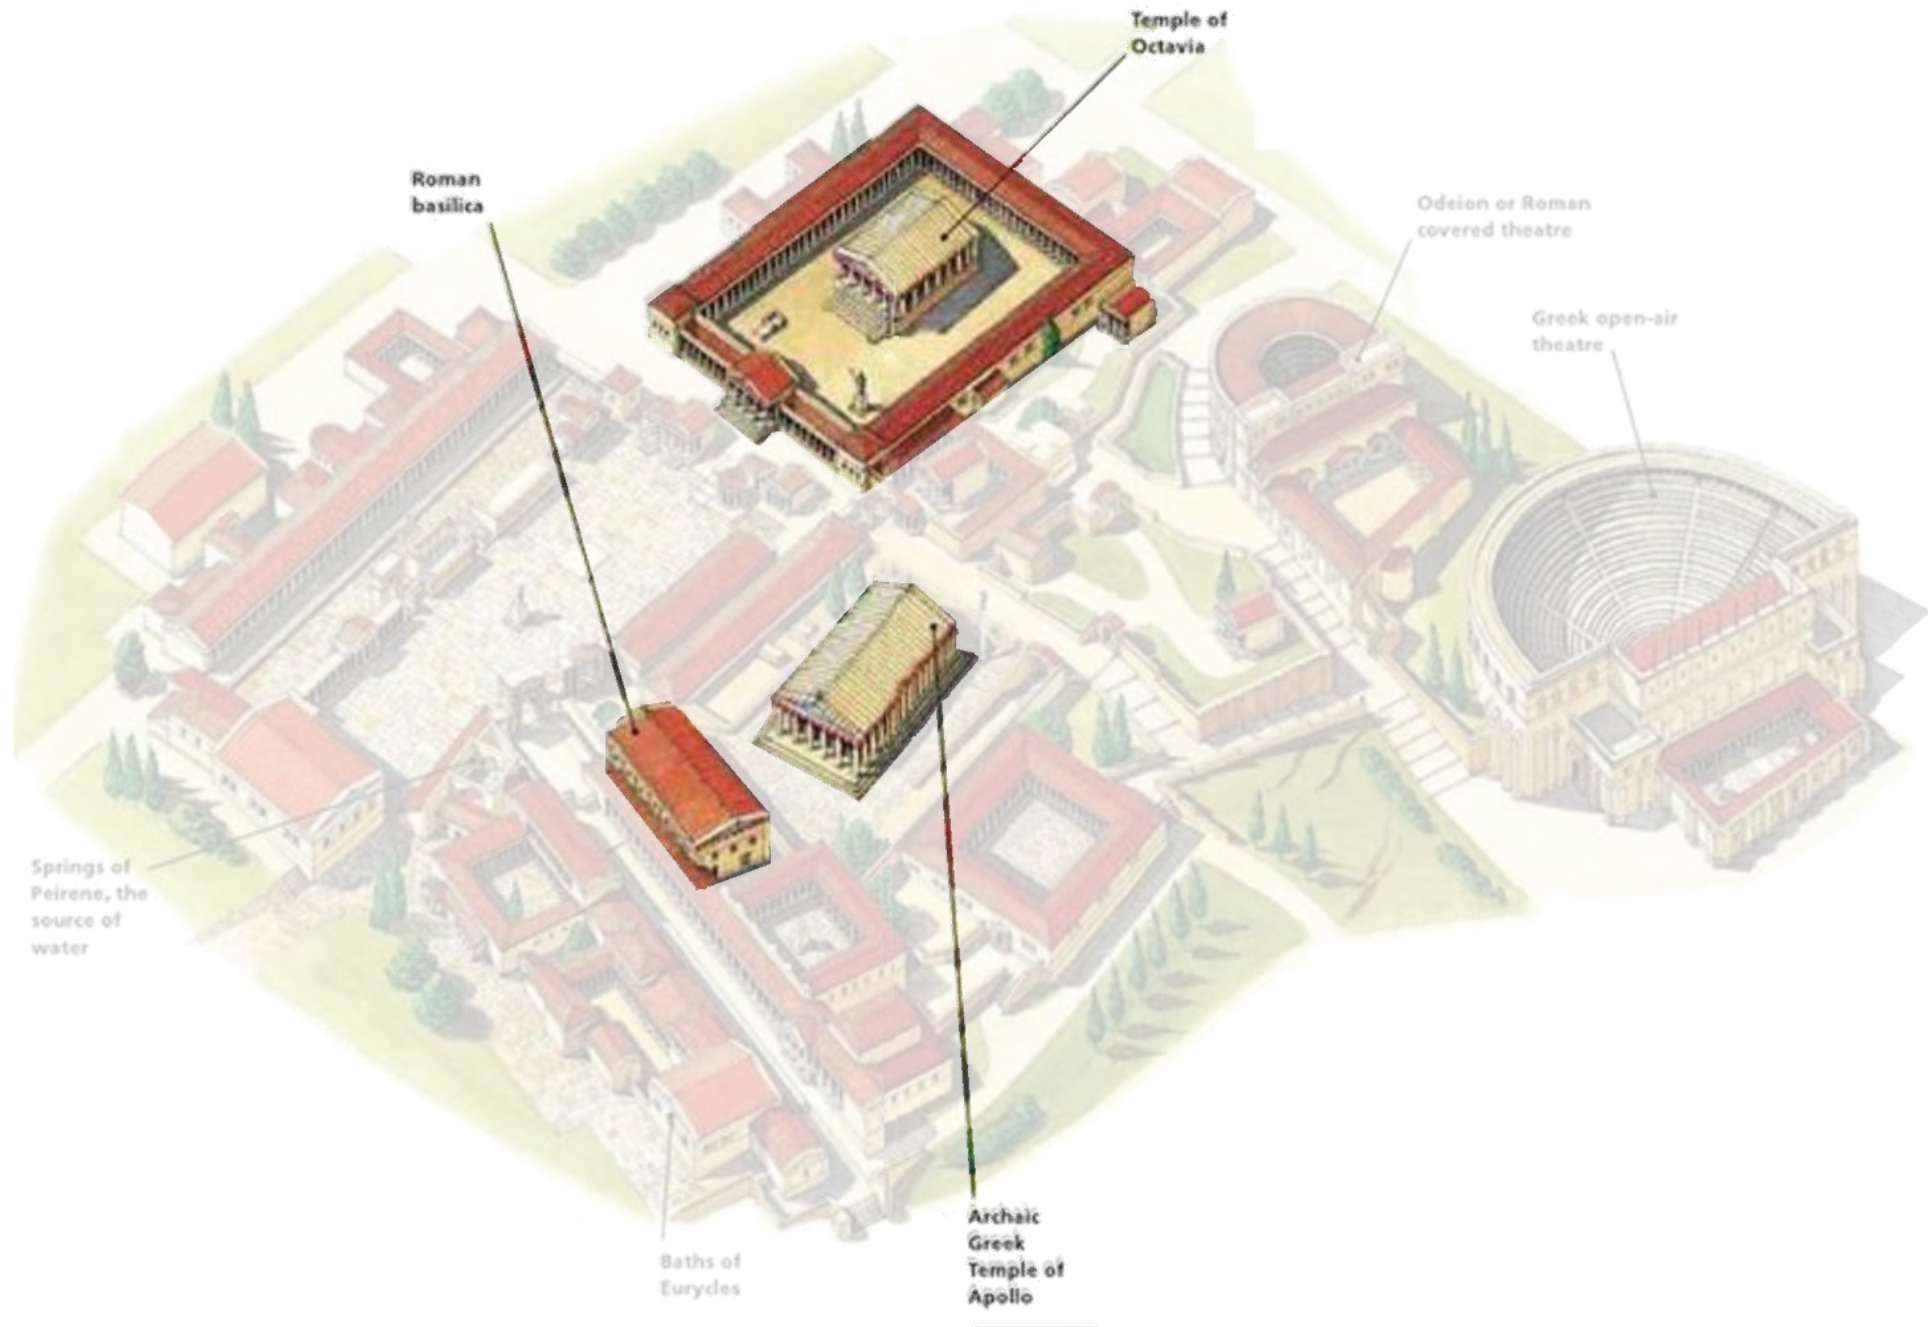 Temple of
Octavia
Roman
basilica
Odeion or Roman
covered theatre
Greek open-air
theatre
Springs of
Peirene, the
source of
water
Baths of
Eurycles
Archaic
Greek
Temple of
Apollo